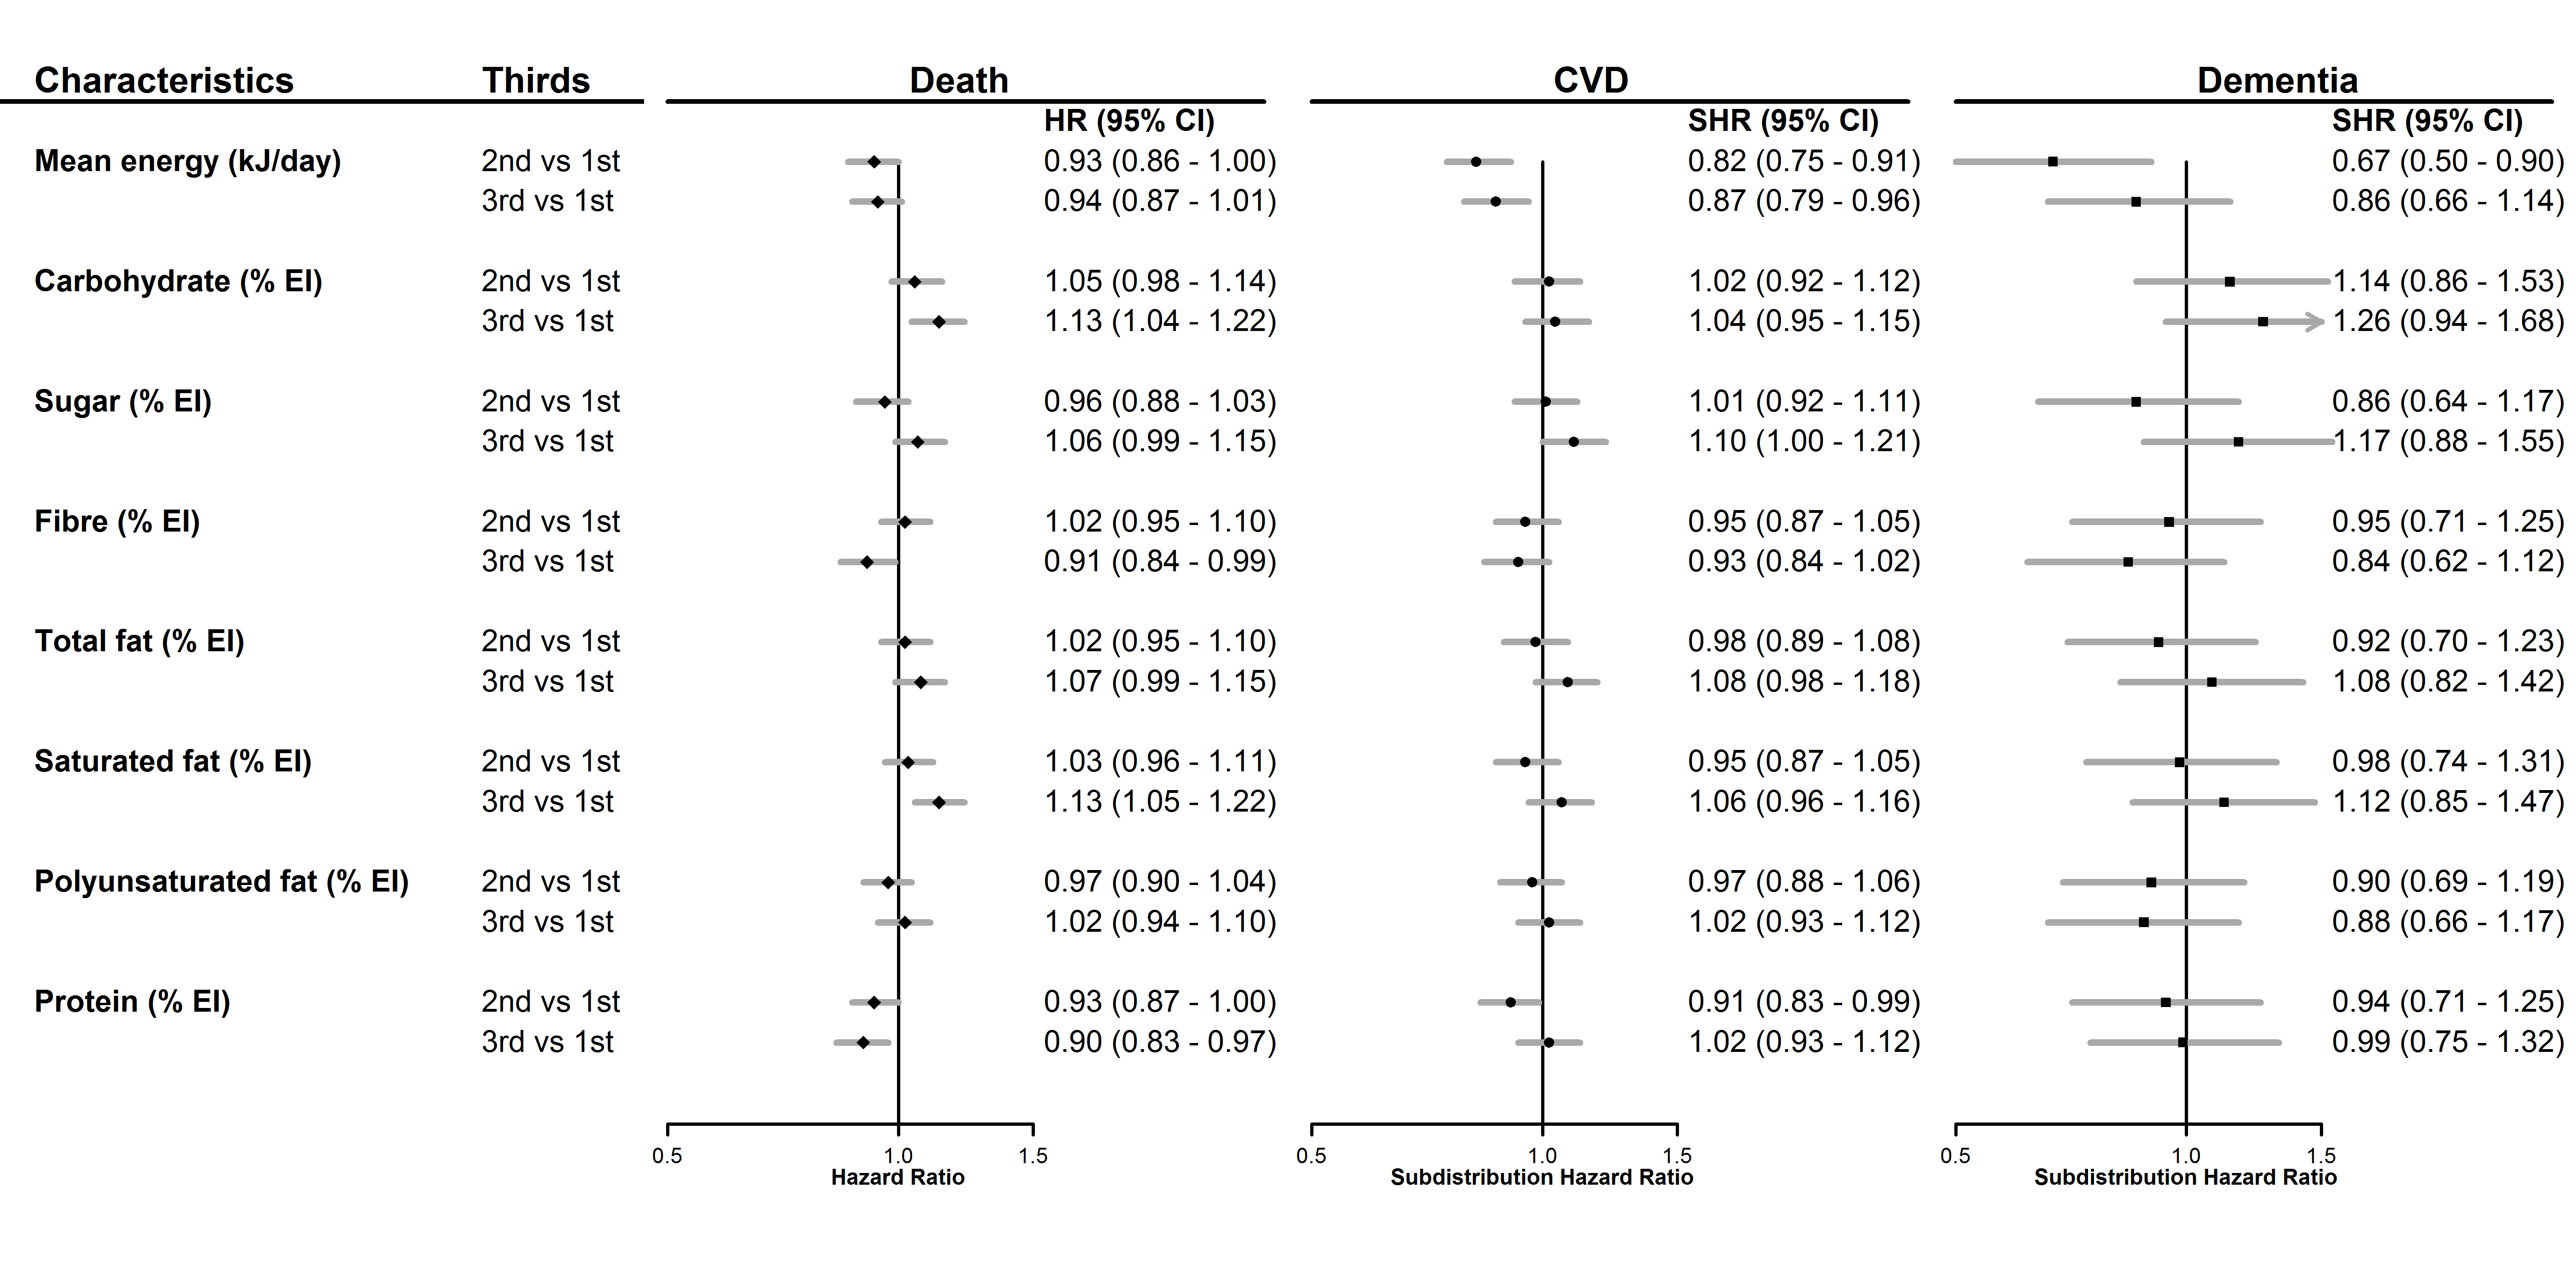 Characteristics Thirds Death CVD Dementia
HR (95% CI) SHR (95% CI) SHR (95% CI)
Mean energy (kJ/day) 2nd vs 1st 0.93 (0.86 - 1.00) 0.82 (0.75 - 0.91) 0.67 (0.50 - 0.90)
3rd vs 1st 0.94 (0.87 - 1.01) 0.87 (0.79 - 0.96) 0.86 (0.66 - 1.14)
Carbohydrate (% EI) 2nd vs 1st 1.05 (0.98 - 1.14) 1.02 (0.92 - 1.12) 1.14 (0.86 - 1.53)
3rd vs 1st 1.13 (1.04 - 1.22) 1.04 (0.95 - 1.15) 1.26 (0.94 - 1.68)
Sugar (% EI) 2nd vs 1st 0.96 (0.88 - 1.03) 1.01 (0.92 - 1.11) 0.86 (0.64 - 1.17)
3rd vs 1st 1.06 (0.99 - 1.15) 1.10 (1.00 - 1.21) 1.17 (0.88 - 1.55)
Fibre (% EI) 2nd vs 1st 1.02 (0.95 - 1.10) 0.95 (0.87 - 1.05) 0.95 (0.71 - 1.25)
3rd vs 1st 0.91 (0.84 - 0.99) 0.93 (0.84 - 1.02) 0.84 (0.62 - 1.12)
Total fat (% EI) 2nd vs 1st 1.02 (0.95 - 1.10) 0.98 (0.89 - 1.08) 0.92 (0.70 - 1.23)
3rd vs 1st 1.07 (0.99 - 1.15) 1.08 (0.98 - 1.18) 1.08 (0.82 - 1.42)
Saturated fat (% EI) 2nd vs 1st 1.03 (0.96 - 1.11) 0.95 (0.87 - 1.05) 0.98 (0.74 - 1.31)
3rd vs 1st 1.13 (1.05 - 1.22) 1.06 (0.96 - 1.16) 1.12 (0.85 - 1.47)
Polyunsaturated fat (% EI) 2nd vs 1st 0.97 (0.90 - 1.04) 0.97 (0.88 - 1.06) 0.90 (0.69 - 1.19)
3rd vs 1st 1.02 (0.94 - 1.10) 1.02 (0.93 - 1.12) 0.88 (0.66 - 1.17)
Protein (% EI) 2nd vs 1st 0.93 (0.87 - 1.00) 0.91 (0.83 - 0.99) 0.94 (0.71 - 1.25)
3rd vs 1st 0.90 (0.83 - 0.97) 1.02 (0.93 - 1.12) 0.99 (0.75 - 1.32)
0.5 1.0 1.5 0.5 1.0 1.5 0.5 1.0 1.5
Hazard Ratio Subdistribution Hazard Ratio Subdistribution Hazard Ratio